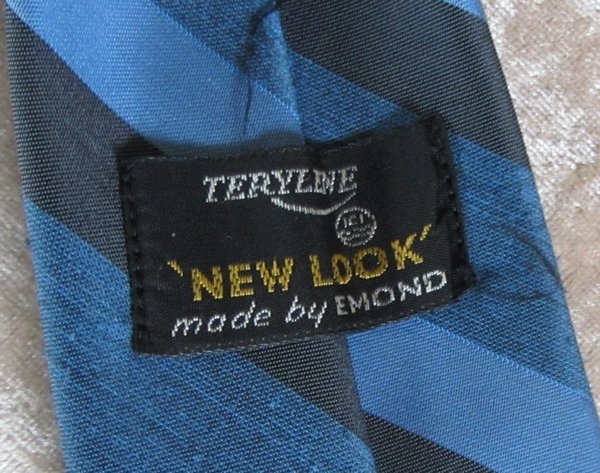 TERYLENE
ICI
`NEW LOOK´
made by EMOND